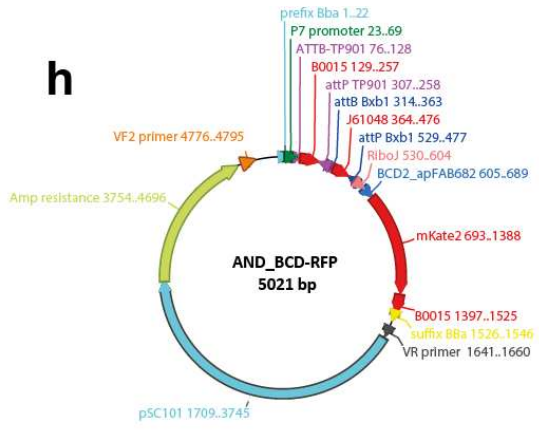 prefix Bba 1..22
P7 promoter 23..69
h
ATTB-TP901 76..128
B0015 129..257
attP TP901 307..258
attB Bxb1 314..363
J61048 364..476
VF2 primer 4776..4795
attP Bxb1 529..477
RiboJ 530..604
BCD2_apFAB682 605..689
Amp resistance 3754..4696
mKate2 693..1388
AND_BCD-RFP
5021 bp
B0015 1397..1525
suffix BBa 1526..1546
VR primer 1641..1660
pSC101 1709..3745